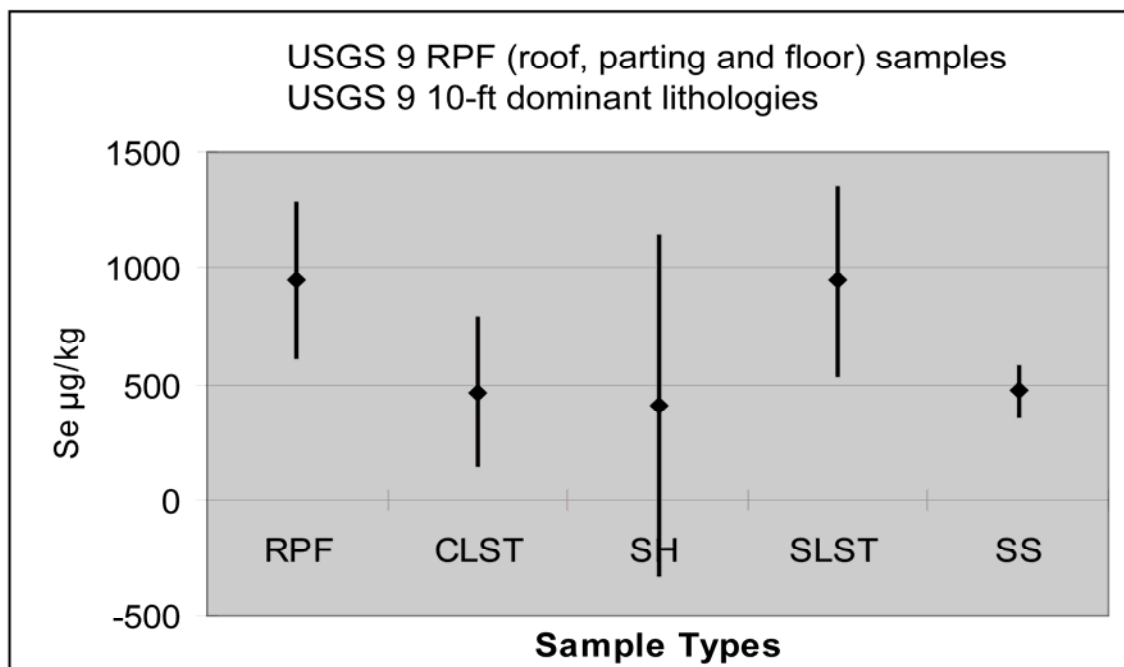 USGS 9 RPF (roof, parting and floor) samples
USGS 9 10-ft dominant lithologies
Se µg/kg
1500
1000
500
0
-500
RPF CLST SH SLST SS
Sample Types